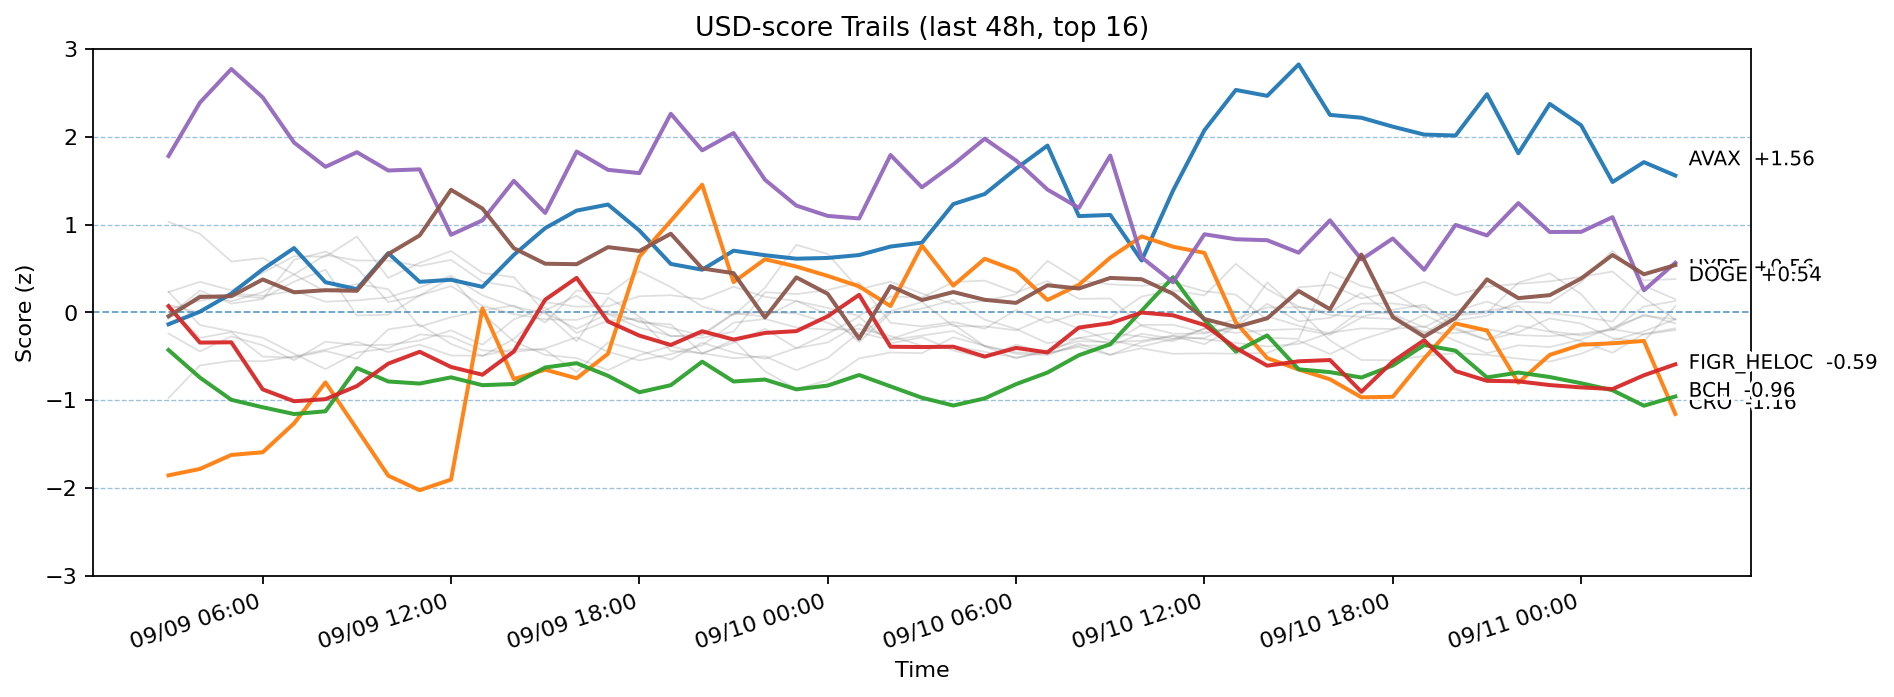 USD-score Trails (last 48h, top 16)
3
2
1
0
−1
−2
−3
Score (z)
AVAX +1.56
DOGE +0.54
FIGR_HELOC -0.59
BCH -0.96
CRO -1.16
09/09 06:00
09/09 12:00
09/09 18:00
09/10 00:00
09/10 06:00
09/10 12:00
09/10 18:00
09/11 00:00
Time